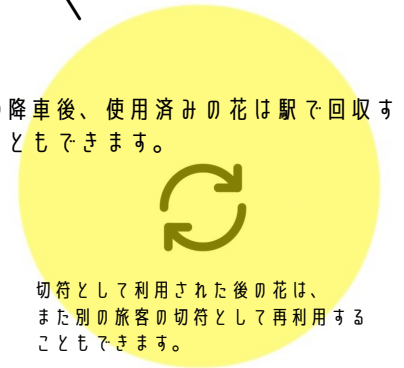 降車後、使用済みの花は駅で回収す
ともできます。
切符として利用された後の花は、
また別の旅客の切符として再利用する
こともできます。